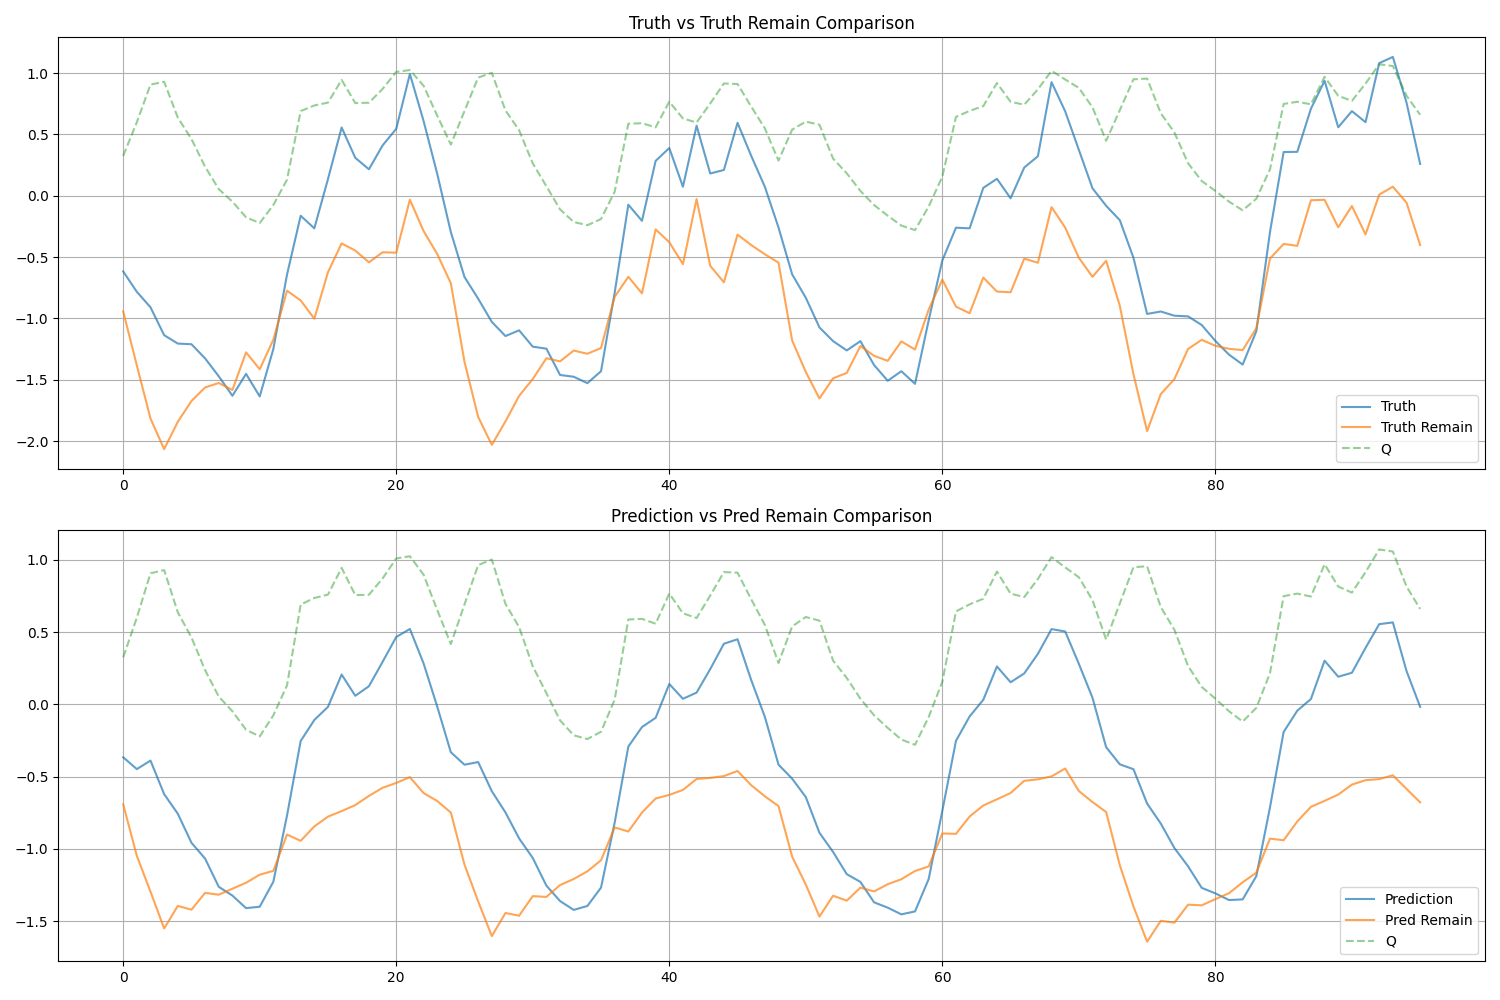 Truth vs Truth Remain Comparison
1.0
0.5
0.0
−0.5
−1.0
−1.5
−2.0
Truth
Truth Remain
Q
0 20 40 60 80
Prediction vs Pred Remain Comparison
1.0
0.5
0.0
−0.5
−1.0
−1.5
Prediction
Pred Remain
Q
0 20 40 60 80